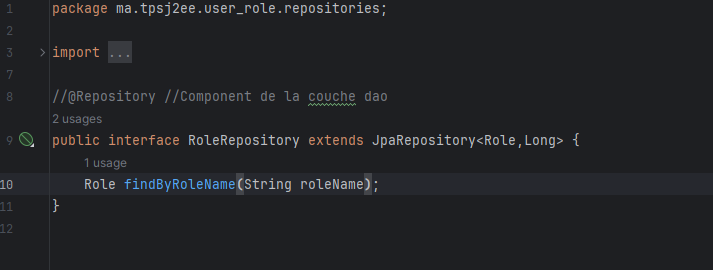 1 package ma.tpsj2ee.user_role.repositories;
2
3 import ...
7
8 //@Repository //Component de la couche dao
2 usages
9 public interface RoleRepository extends JpaRepository<Role,Long> {
1 usage
10 Role findByRoleName(String roleName);
11 }
12